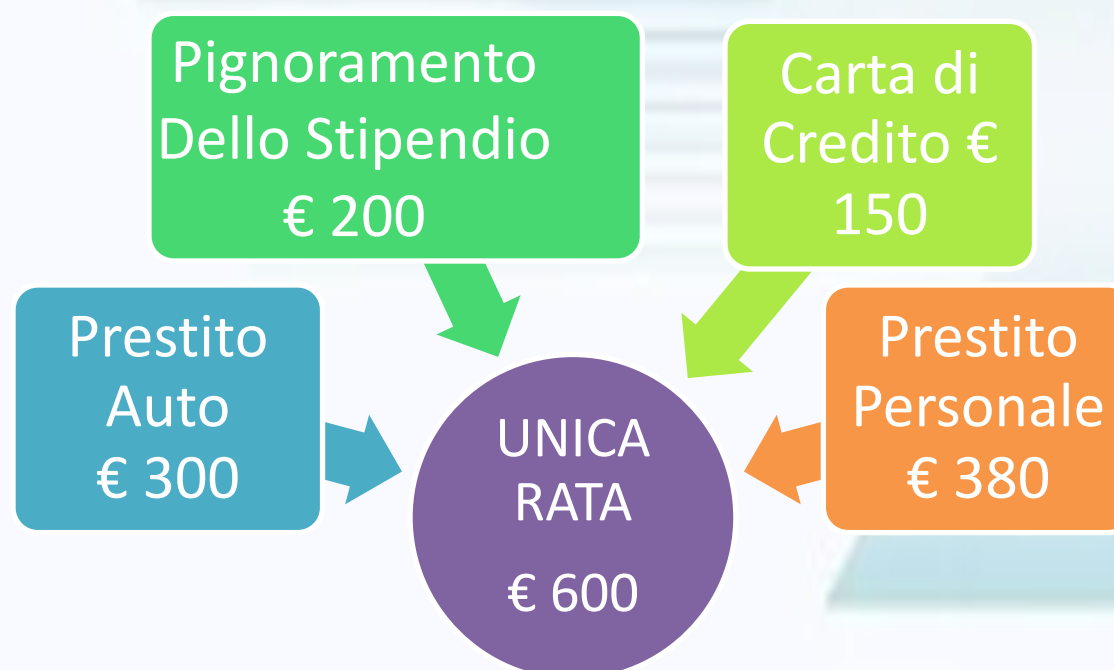 Pignoramento
Dello Stipendio
€ 200
Carta di
Credito €
150
Prestito
Auto
€ 300
Prestito
Personale
€ 380
UNICA
RATA
€ 600